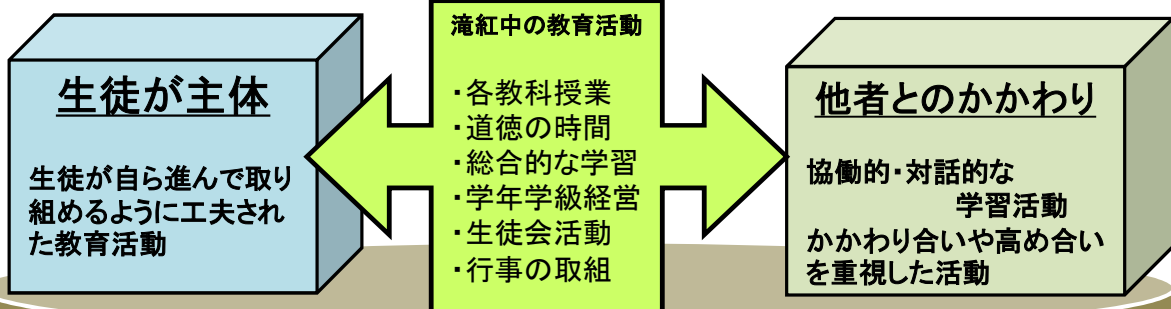 生徒が主体
生徒が自ら進んで取り
組めるように工夫され
た教育活動
滝紅中の教育活動
・各教科授業
・道徳の時間
・総合的な学習
・学年学級経営
・生徒会活動
・行事の取組
他者とのかかわり
協働的・対話的な
学習活動
かかわり合いや高め合い
を重視した活動